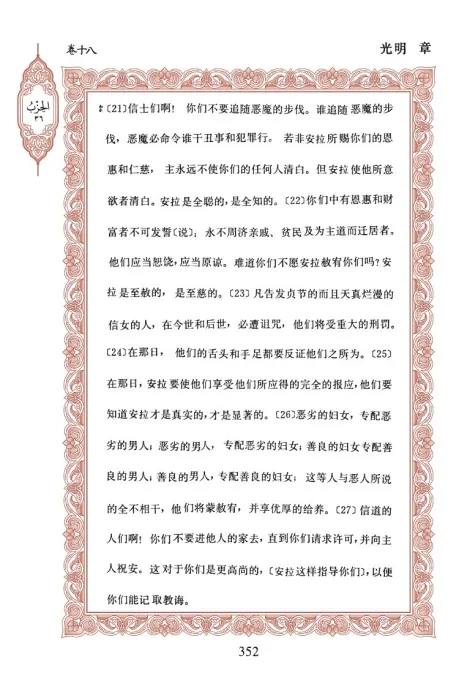 卷十八
光明 章
الحزب
٣٦
〔21〕信士们啊! 你们不要追随恶魔的步伐。谁追随恶魔的步
伐，恶魔必命令谁干丑事和犯罪行。 若非安拉所赐你们的恩
惠和仁慈， 主永远不使你们的任何人清白。但安拉使他所意
欲者清白。安拉是全聪的，是全知的。〔22〕你们中有恩惠和财
富者不可发誓〔说〕；永不周济亲戚、贫民及为主道而迁居者。
他们应当恕饶，应当原谅。难道你们不愿安拉赦宥你们吗？安
拉是至赦的， 是至慈的。〔23〕凡告发贞节的而且天真烂漫的
信女的人，在今世和后世，必遭诅咒，他们将受重大的刑罚。
〔24〕在那日， 他们的舌头和手足都要反证他们之所为。〔25〕
在那日，安拉要使他们享受他们所应得的完全的报应，他们要
知道安拉才是真实的，才是显著的。〔26〕恶劣的妇女，专配恶
劣的男人；恶劣的男人， 专配恶劣的妇女；善良的妇女专配善
良的男人；善良的男人，专配善良的妇女； 这等人与恶人所说
的全不相干，他们将蒙赦宥，并享优厚的给养。〔27〕信道的
人们啊! 你们不要进他人的家去，直到你们请求许可，并向主
人祝安。这对于你们是更高尚的，〔安拉这样指导你们〕，以便
你们能记取教诲。
352